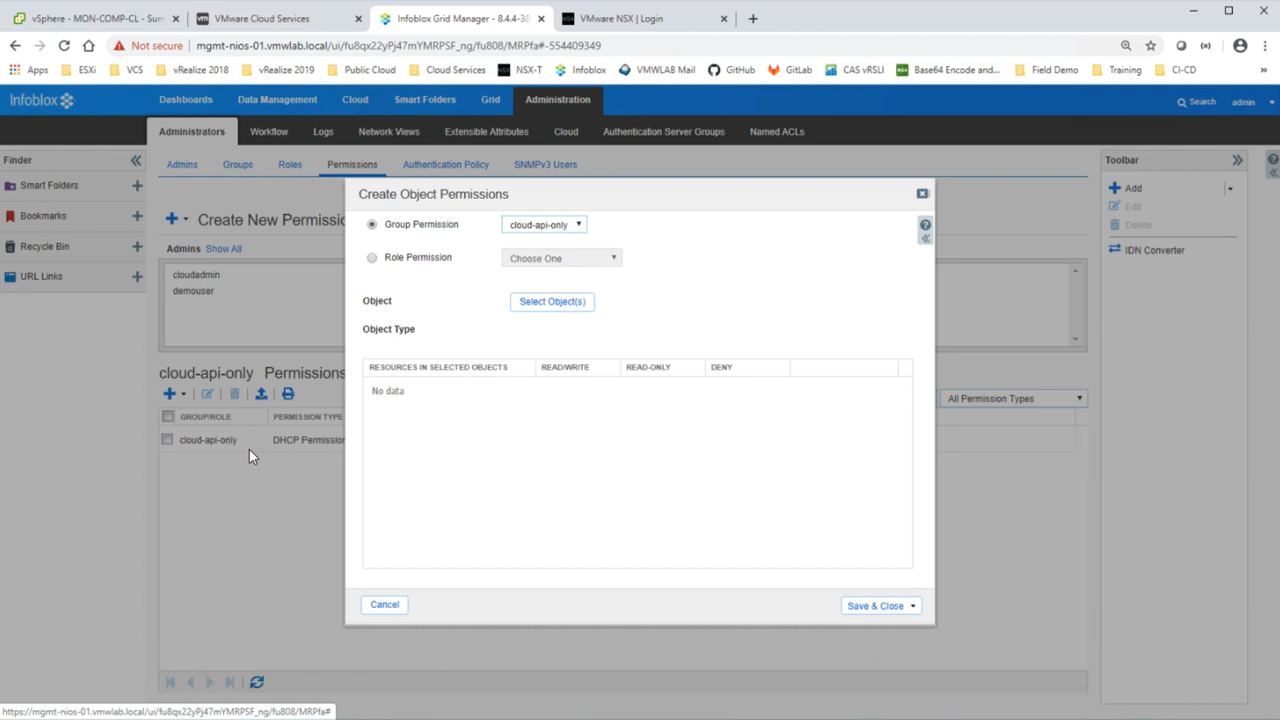 vSphere - MON-COMP-CL - Sum
VMware Cloud Services
Infoblox Grid Manager - 8.4.4-38
VMware NSX | Login
Not secure
mgmt-nios-01.vmwlab.local/ui/fu8qx22yPj47mYMRPSF_ng/fu808/MRPfa#-554409349
Apps
ESXi
VCS
vRealize 2018
vRealize 2019
Public Cloud
Cloud Services
NSX-T
Infoblox
VMWLAB Mail
GitHub
GitLab
CAS vRSLI
Base64 Encode and...
Field Demo
Training
CI-CD
Infoblox
Dashboards
Data Management
Cloud
Smart Folders
Grid
Administration
Search
admin
Administrators
Workflow
Logs
Network Views
Extensible Attributes
Cloud
Authentication Server Groups
Named ACLs
Finder
Admins
Groups
Roles
Permissions
Authentication Policy
SNMPv3 Users
Toolbar
Smart Folders
Bookmarks
Recycle Bin
URL Links
Create New Permissio
Admins Show All
cloudadmin
demouser
cloud-api-only Permissions
All Permission Types
GROUP/ROLE
PERMISSION TYPE
cloud-api-only
DHCP Permission
Create Object Permissions
Group Permission
cloud-api-only
Role Permission
Choose One
Object
Select Object(s)
Object Type
RESOURCES IN SELECTED OBJECTS
READ/WRITE
READ-ONLY
DENY
No data
Cancel
Save & Close
Add
Edit
Delete
IDN Converter
https://mgmt-nios-01.vmwlab.local/ui/fu8qx22yPj47mYMRPSF_ng/fu808/MRPfa#